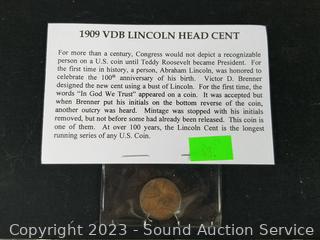 1909 VDB LINCOLN HEAD CENT
For more than a century, Congress would not depict a recognizable
person on a U.S. coin until Teddy Roosevelt became President. For
the first time in history, a person, Abraham Lincoln, was honored to
celebrate the 100th anniversary of his birth. Victor D. Brenner
designed the new cent using a bust of Lincoln. For the first time, the
words "In God We Trust" appeared on a coin. It was accepted but
when Brenner put his initials on the bottom reverse of the coin,
another outcry was heard. Mintage was stopped with his initials
removed, but not before some had already been released. This coin is
one of them. At over 100 years, the Lincoln Cent is the longest
running series of any U.S. Coin.
Copyright © 2023 - Sound Auction Service